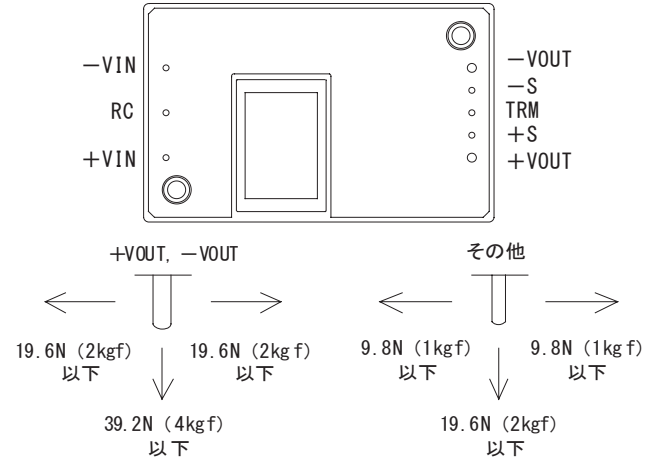 −VIN
RC
+VIN
−VOUT
−S
TRM
+S
+VOUT
+VOUT, −VOUT
19.6N (2kgf)
以下
19.6N (2kgf)
以下
39.2N (4kgf)
以下
その他
9.8N (1kgf)
以下
9.8N (1kgf)
以下
19.6N (2kgf)
以下